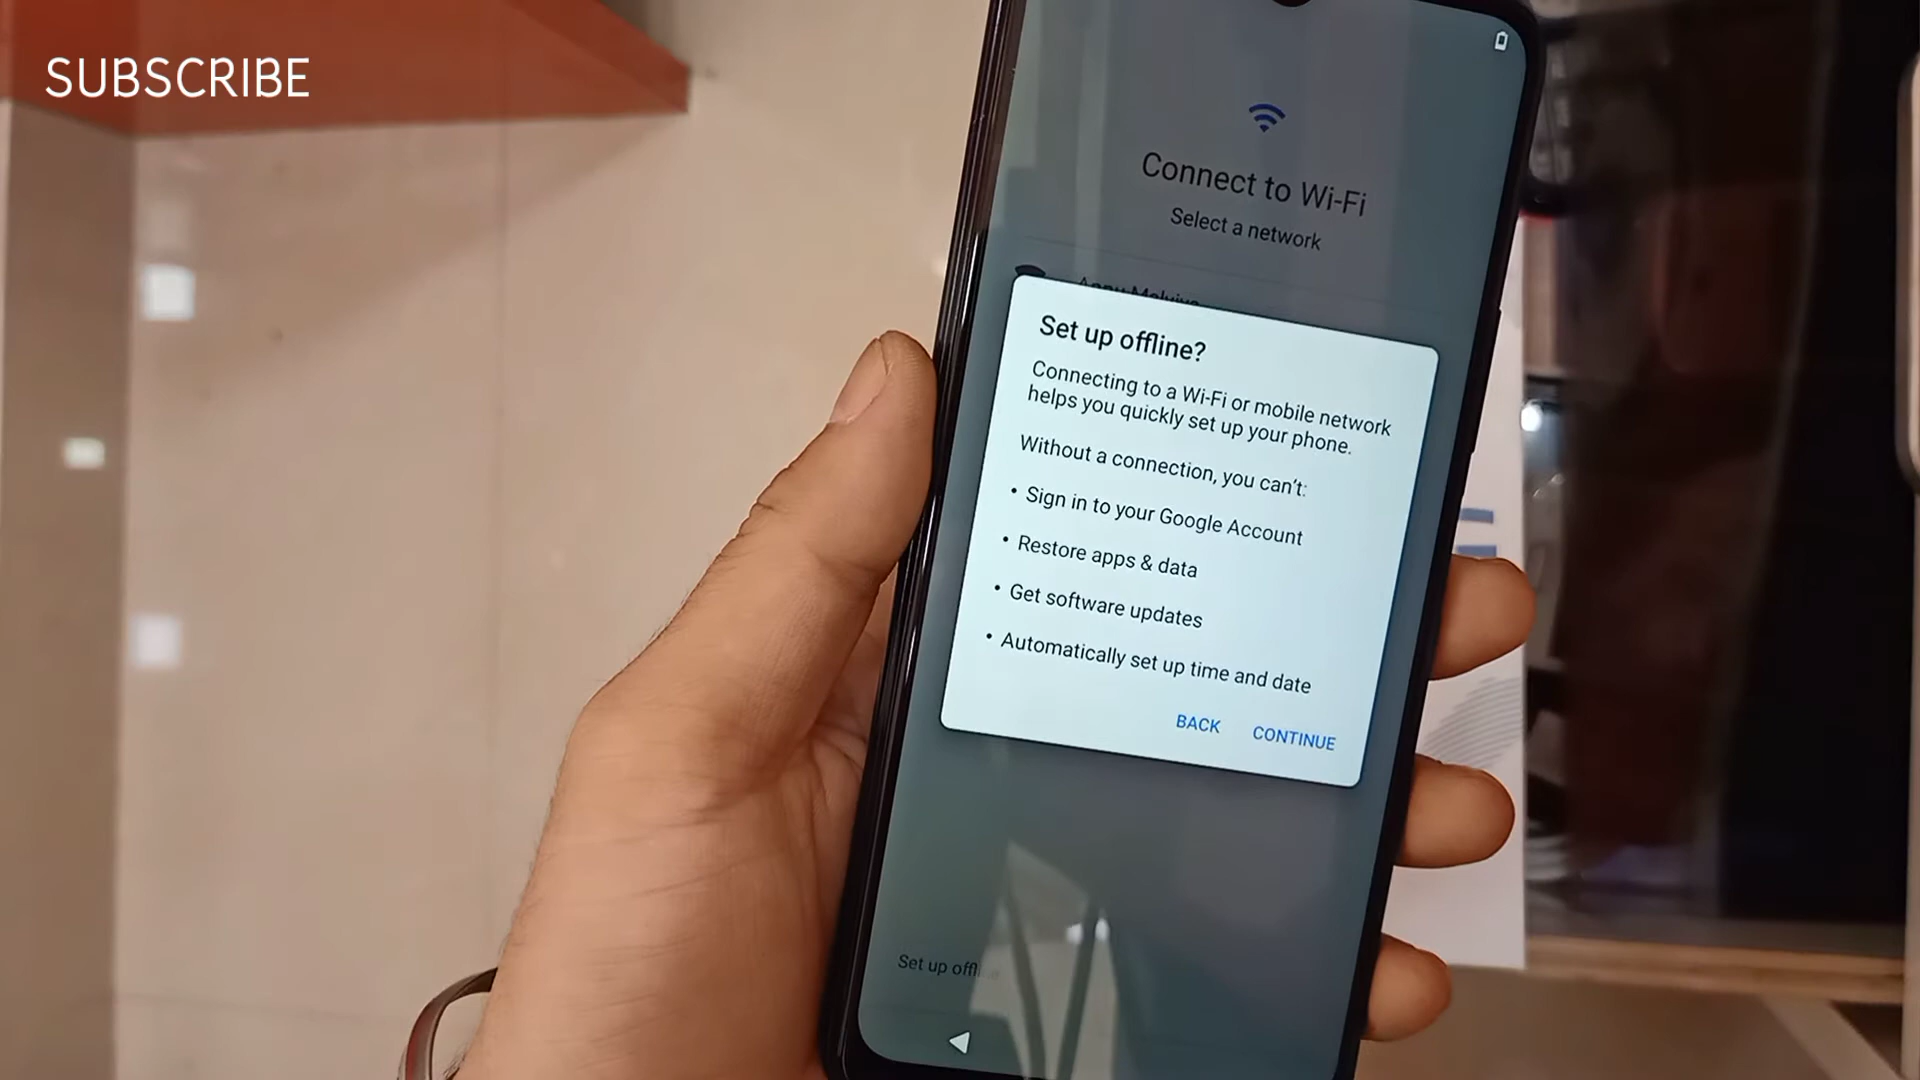 SUBSCRIBE
Connect to Wi-Fi
Select a network
Set up offline?
Connecting to a Wi-Fi or mobile network
helps you quickly set up your phone.
Without a connection, you can't:
• Sign in to your Google Account
• Restore apps & data
• Get software updates
• Automatically set up time and date
BACK CONTINUE
Set up